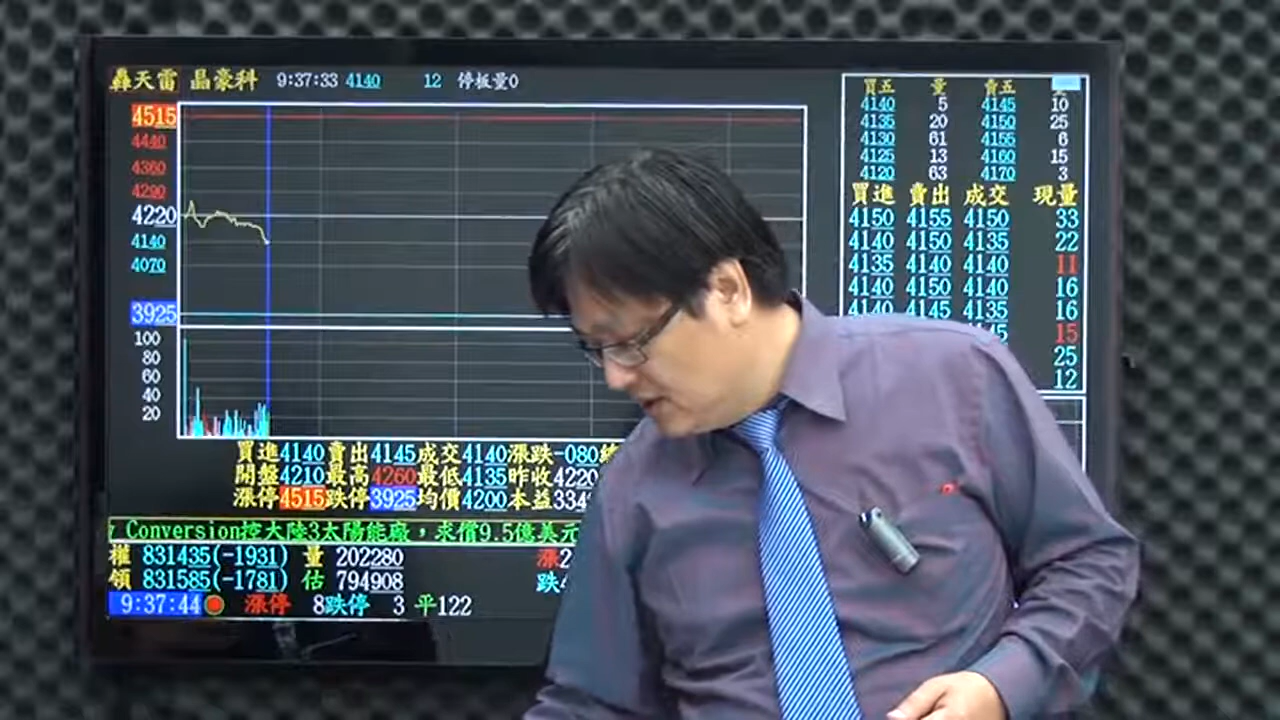 轟天雷 晶豪科 9:37:33 4140 12 停板量0
4515
4440
4360
4290
4220
4140
4070
3925
100
80
60
40
20
買五 量 賣五
4140 5 4145 10
4135 20 4150 25
4130 61 4155 6
4125 13 4160 15
4120 63 4170 3
買進 賣出 成交 現量
4150 4155 4150 33
4140 4150 4135 22
4135 4140 4140 11
4140 4150 4140 16
4140 4145 4135 16
15
25
12
買進4140賣出4145成交4140漲跌-080
開盤4210最高4260最低4135昨收4220
漲停4515跌停3925均價4200本益334
Conversion控大陸3太陽能廠，求償9.5億美元
權 831435(-1931) 量 202280 漲2
領 831585(-1781) 估 794908 跌
9:37:44 漲停 8跌停 3平122